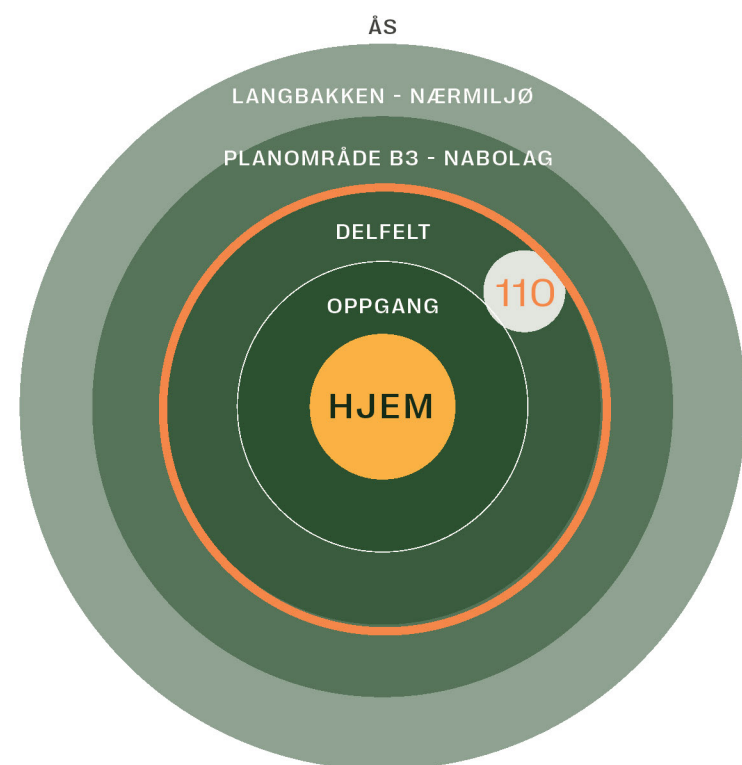 ÅS
LANGBAKKEN - NÆRMILJØ
PLANOMRÅDE B3 - NABOLAG
DELFELT
110
OPPGANG
HJEM